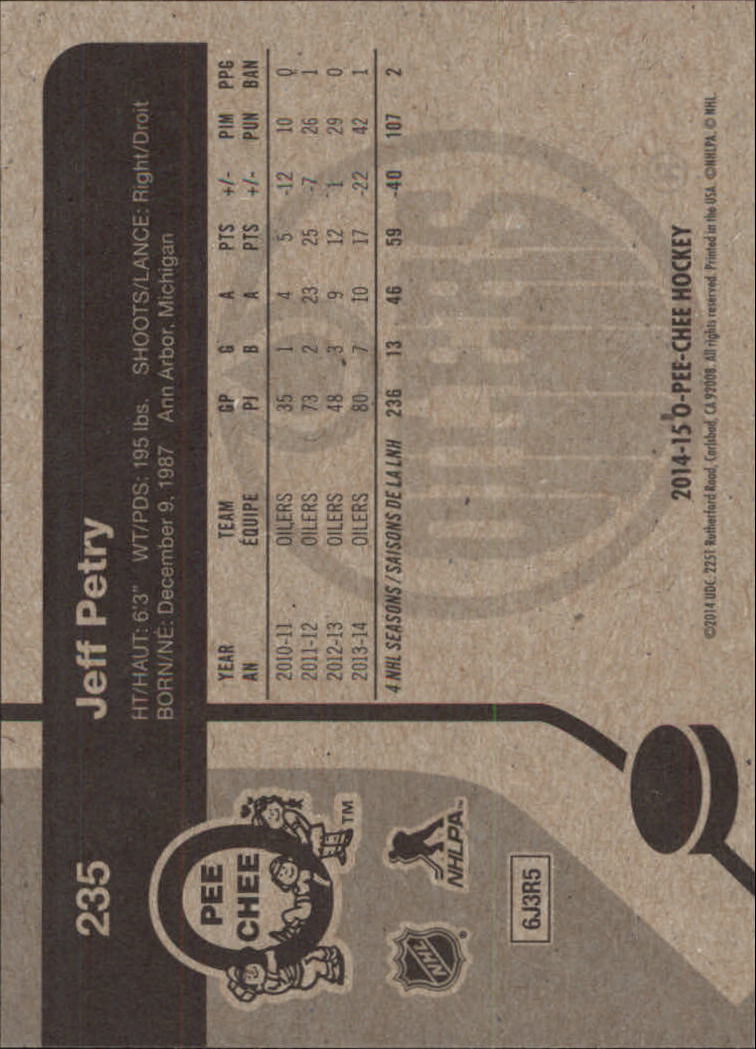 235 Jeff Petry
HT/HAUT: 6'3" WT/PDS: 195 lbs. SHOOTS/LANCE: Right/Droit
BORN/NÉ: December 9, 1987 Ann Arbor, Michigan
YEAR TEAM GP G A PTS +/- PIM PPG
AN ÉQUIPE PJ B A PTS +/- PUN BAN
2010-11 OILERS 35 1 4 5 -12 10 0
2011-12 OILERS 73 2 23 25 -7 26 1
2012-13 OILERS 48 3 9 12 1 29 0
2013-14 OILERS 80 7 10 17 -22 42 1
4 NHL SEASONS / SAISONS DE LA LNH 236 13 46 59 -40 107 2
PEE
CHEE
TM
NHL
NHLPA™
6J3R5
OILERS
2014-15 O-PEE-CHEE HOCKEY
©2014 UDC. 2251 Rutherford Road, Carlsbad, CA 92008. All rights reserved. Printed in the USA. ©NHLPA. © NHL.